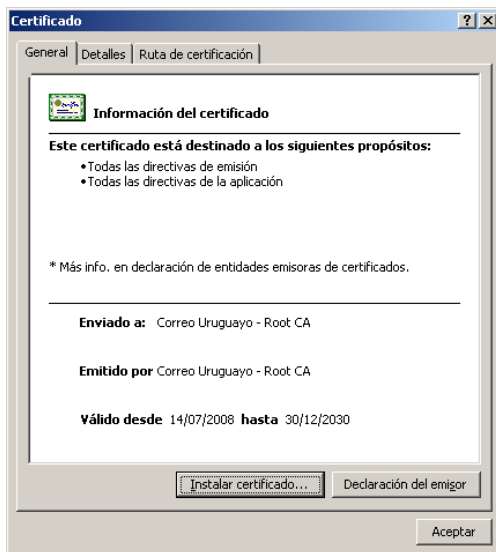 Certificado
General Detalles Ruta de certificación
Información del certificado
Este certificado está destinado a los siguientes propósitos:
•Todas las directivas de emisión
•Todas las directivas de la aplicación
* Más info. en declaración de entidades emisoras de certificados.
Enviado a: Correo Uruguayo - Root CA
Emitido por Correo Uruguayo - Root CA
Válido desde 14/07/2008 hasta 30/12/2030
Instalar certificado... Declaración del emisor
Aceptar